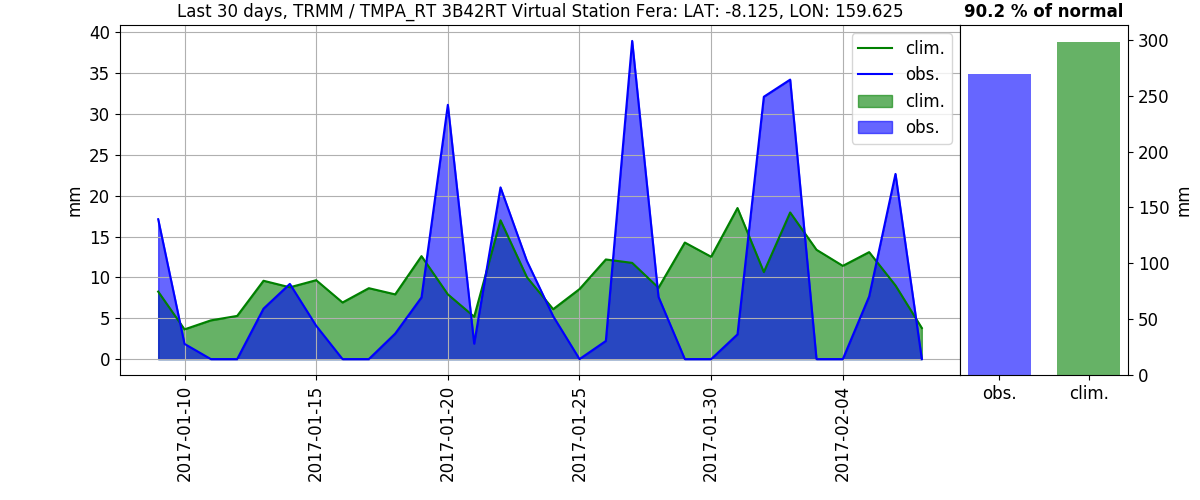 Last 30 days, TRMM / TMPA_RT 3B42RT Virtual Station Fera: LAT: -8.125, LON: 159.625
90.2 % of normal
40
35
30
25
20
15
10
5
0
mm
clim.
obs.
clim.
obs.
2017-01-10
2017-01-15
2017-01-20
2017-01-25
2017-01-30
2017-02-04
300
250
200
150
100
50
0
mm
obs.
clim.